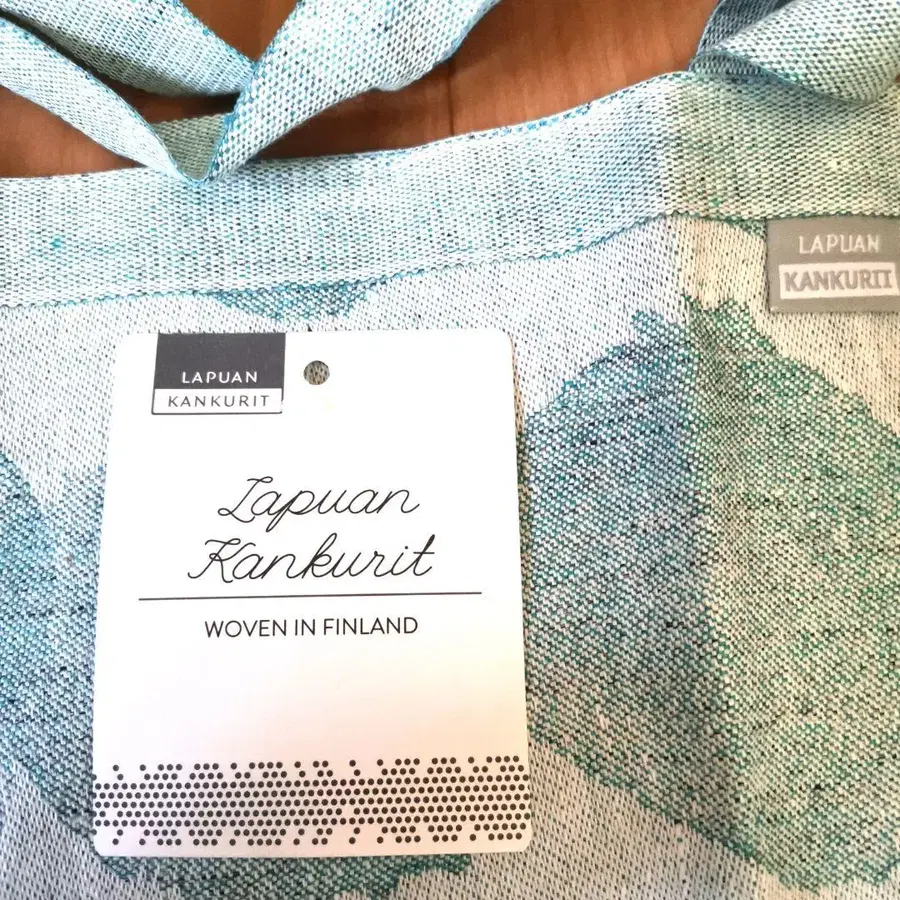 LAPUAN
KANKURIT
LAPUAN
KANKURIT
Lapuan
Kankurit
WOVEN IN FINLAND